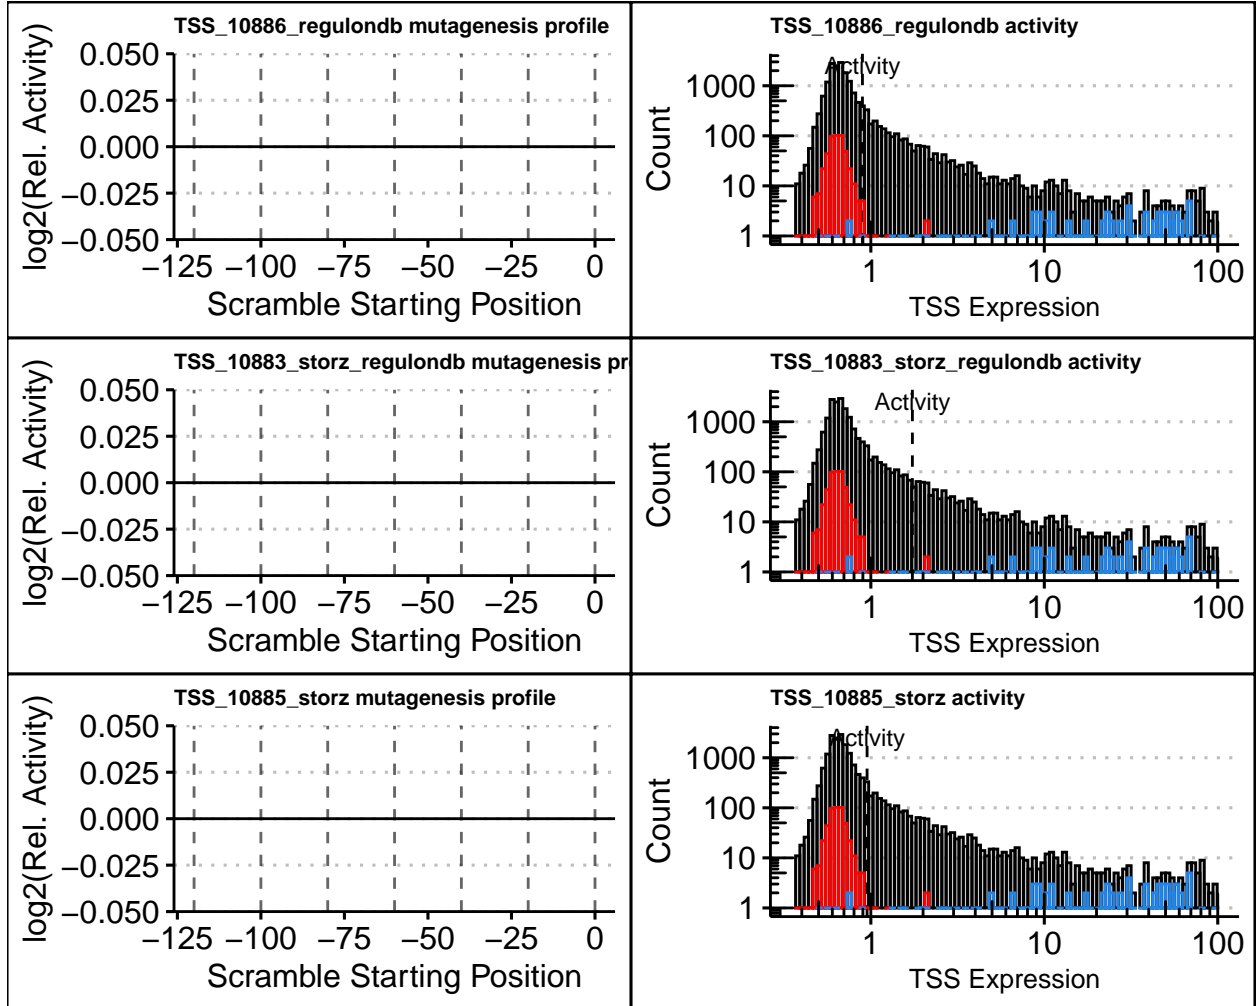 TSS_10886_regulondb mutagenesis profile
log2(Rel. Activity)
0.050
0.025
0.000
−0.025
−0.050
−125 −100 −75 −50 −25 0
Scramble Starting Position
TSS_10886_regulondb activity
Activity
Count
1000
100
10
1
1 10 100
TSS Expression
TSS_10883_storz_regulondb mutagenesis pr
log2(Rel. Activity)
0.050
0.025
0.000
−0.025
−0.050
−125 −100 −75 −50 −25 0
Scramble Starting Position
TSS_10883_storz_regulondb activity
Activity
Count
1000
100
10
1
1 10 100
TSS Expression
TSS_10885_storz mutagenesis profile
log2(Rel. Activity)
0.050
0.025
0.000
−0.025
−0.050
−125 −100 −75 −50 −25 0
Scramble Starting Position
TSS_10885_storz activity
Activity
Count
1000
100
10
1
1 10 100
TSS Expression